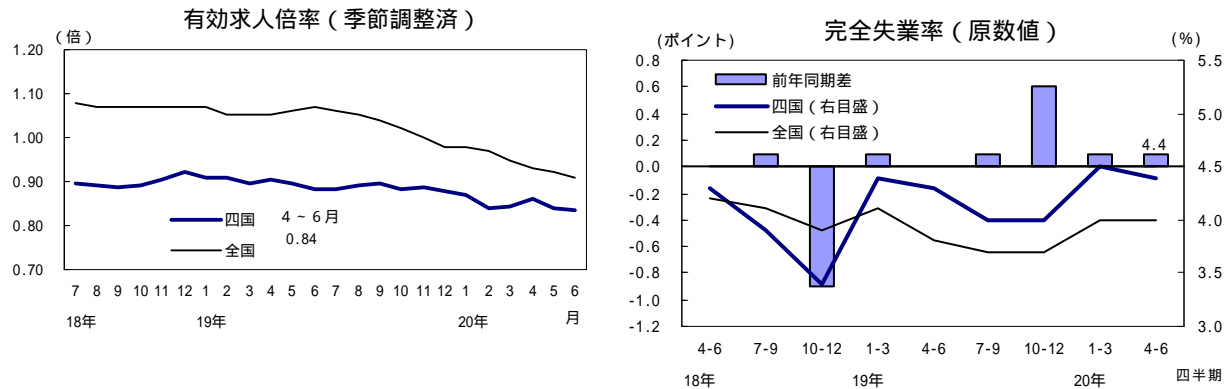 有効求人倍率（季節調整済）
（倍）
1.20
1.10
1.00
0.90
0.80
0.70
四国
全国
4～6月
0.84
7 8 9 10 11 12 1 2 3 4 5 6 7 8 9 10 11 12 1 2 3 4 5 6
18年 19年 20年 月
完全失業率（原数値）
(ポイント) (%)
0.8
0.6
0.4
0.2
0.0
-0.2
-0.4
-0.6
-0.8
-1.0
-1.2
前年同期差
四国（右目盛）
全国（右目盛）
4.4
5.5
5.0
4.5
4.0
3.5
3.0
4-6 7-9 10-12 1-3 4-6 7-9 10-12 1-3 4-6
18年 19年 20年 四半期